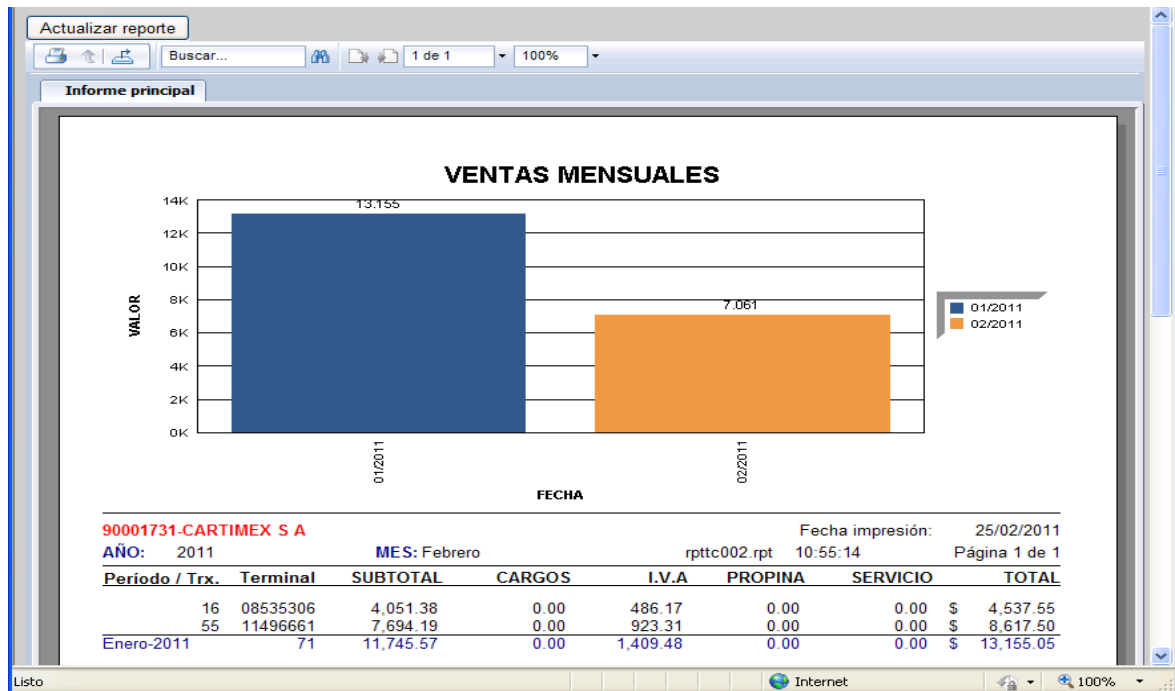 Actualizar reporte
Buscar... 1 de 1 100%
Informe principal
VENTAS MENSUALES
14K
12K
10K
8K
6K
4K
2K
0K
VALOR
13.155
7.061
01/2011
02/2011
01/2011
02/2011
FECHA
90001731-CARTIMEX S A Fecha impresión: 25/02/2011
AÑO: 2011 MES: Febrero rpttc002.rpt 10:55:14 Página 1 de 1
Período / Trx. Terminal SUBTOTAL CARGOS I.V.A PROPINA SERVICIO TOTAL
16 08535306 4,051.38 0.00 486.17 0.00 0.00 $ 4,537.55
55 11496661 7,694.19 0.00 923.31 0.00 0.00 $ 8,617.50
Enero-2011 71 11,745.57 0.00 1,409.48 0.00 0.00 $ 13,155.05
Listo Internet 100%